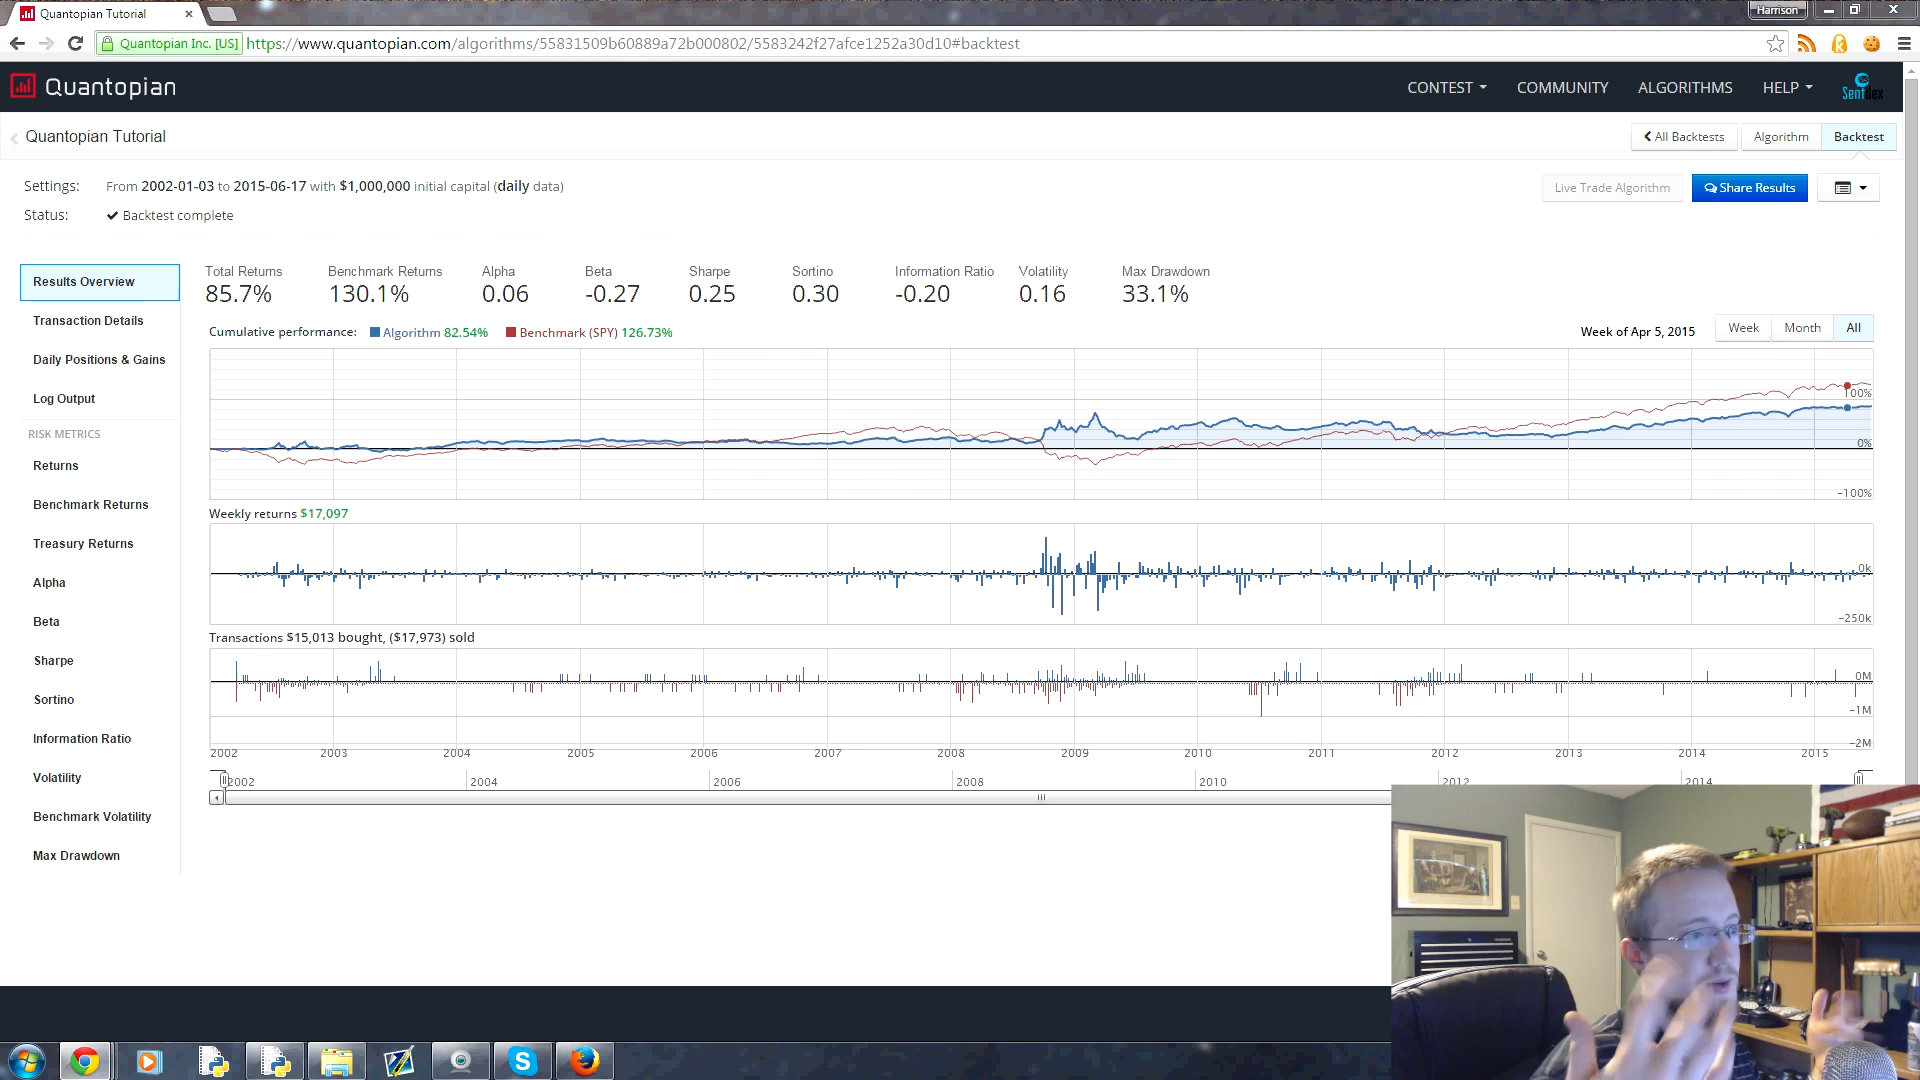 Quantopian Tutorial
Harrison
Quantopian Inc. [US] https://www.quantopian.com/algorithms/55831509b60889a72b000802/5583242f27afce1252a30d10#backtest
Quantopian CONTEST COMMUNITY ALGORITHMS HELP Sentdex
Quantopian Tutorial All Backtests Algorithm Backtest
Settings: From 2002-01-03 to 2015-06-17 with $1,000,000 initial capital (daily data)
Live Trade Algorithm Share Results
Status: Backtest complete
Results Overview
Transaction Details
Daily Positions & Gains
Log Output
RISK METRICS
Returns
Benchmark Returns
Treasury Returns
Alpha
Beta
Sharpe
Sortino
Information Ratio
Volatility
Benchmark Volatility
Max Drawdown
Total Returns Benchmark Returns Alpha Beta Sharpe Sortino Information Ratio Volatility Max Drawdown
85.7% 130.1% 0.06 -0.27 0.25 0.30 -0.20 0.16 33.1%
Cumulative performance: Algorithm 82.54% Benchmark (SPY) 126.73% Week of Apr 5, 2015 Week Month All
100%
0%
-100%
Weekly returns $17,097
0k
-250k
Transactions $15,013 bought, ($17,973) sold
0M
-1M
-2M
2002 2003 2004 2005 2006 2007 2008 2009 2010 2011 2012 2013 2014 2015
2002 2004 2006 2008 2010 2012 2014